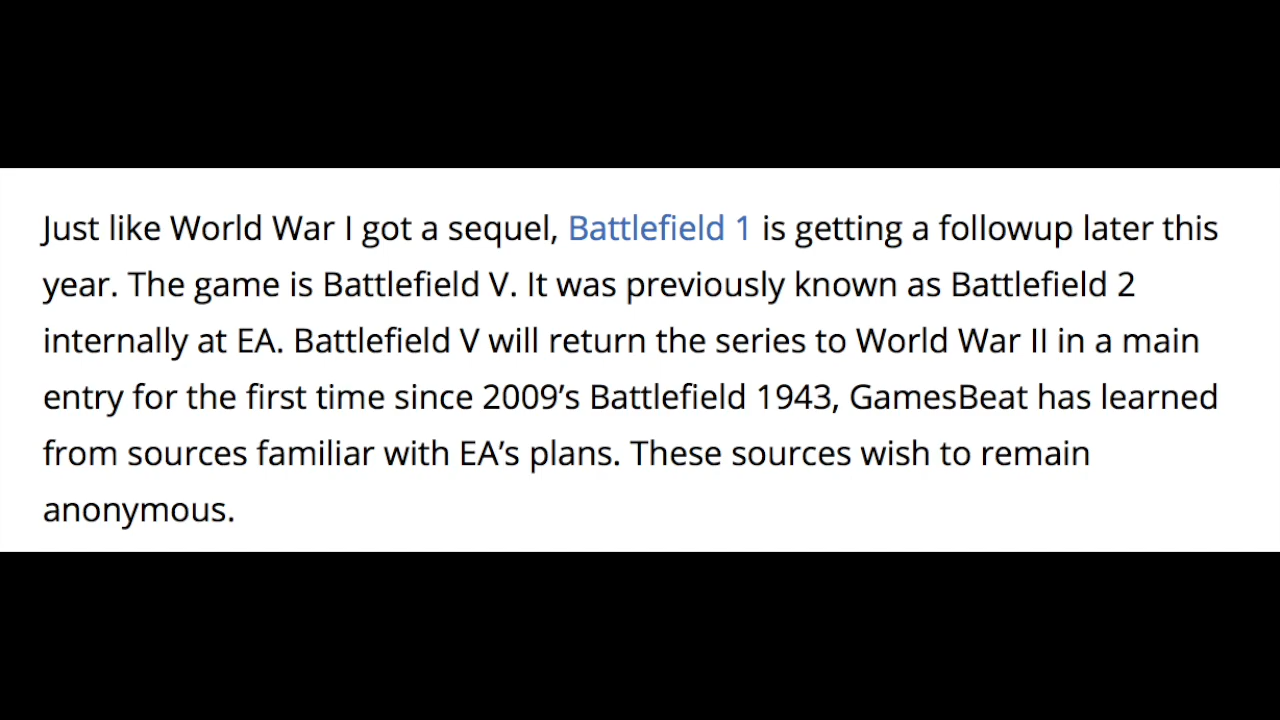 Just like World War I got a sequel, Battlefield 1 is getting a followup later this
year. The game is Battlefield V. It was previously known as Battlefield 2
internally at EA. Battlefield V will return the series to World War II in a main
entry for the first time since 2009’s Battlefield 1943, GamesBeat has learned
from sources familiar with EA’s plans. These sources wish to remain
anonymous.